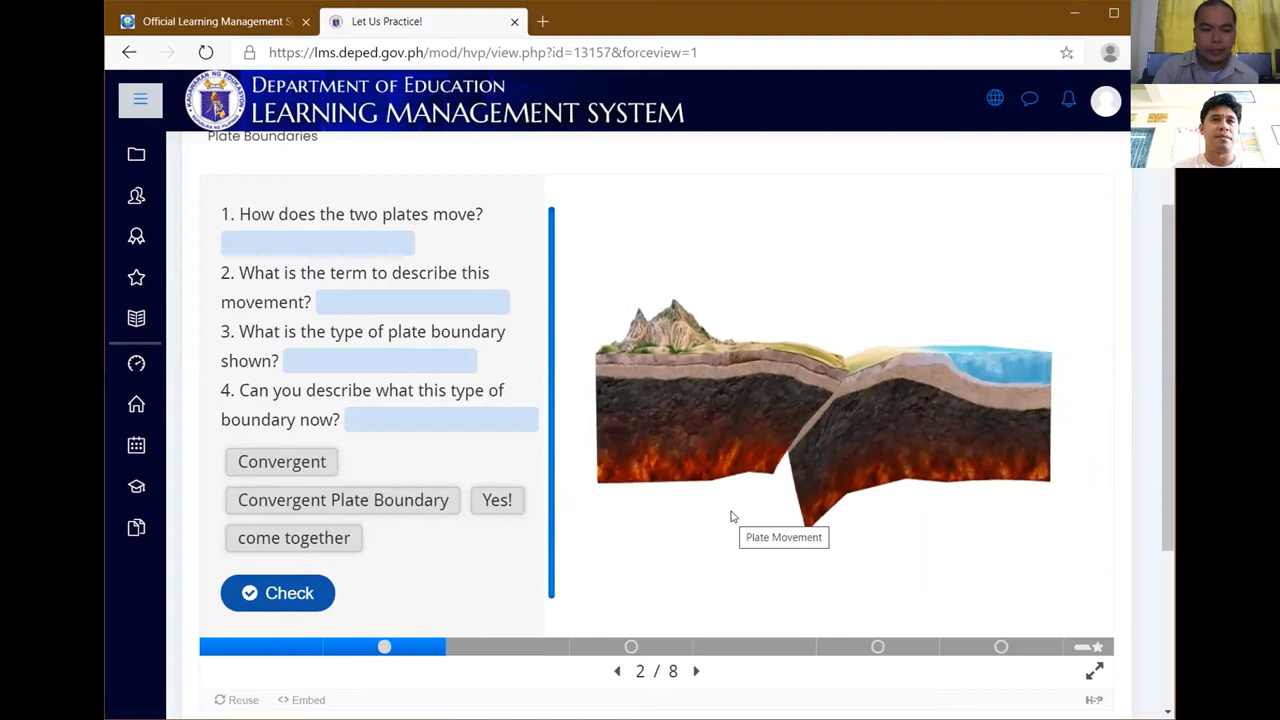 Official Learning Management S
Let Us Practice!
https://lms.deped.gov.ph/mod/hvp/view.php?id=13157&forceview=1
DEPARTMENT OF EDUCATION
LEARNING MANAGEMENT SYSTEM
Plate Boundaries
1. How does the two plates move?
2. What is the term to describe this
movement?
3. What is the type of plate boundary
shown?
4. Can you describe what this type of
boundary now?
Convergent
Convergent Plate Boundary
Yes!
come together
Check
Plate Movement
2 / 8
Reuse
<> Embed
H-P